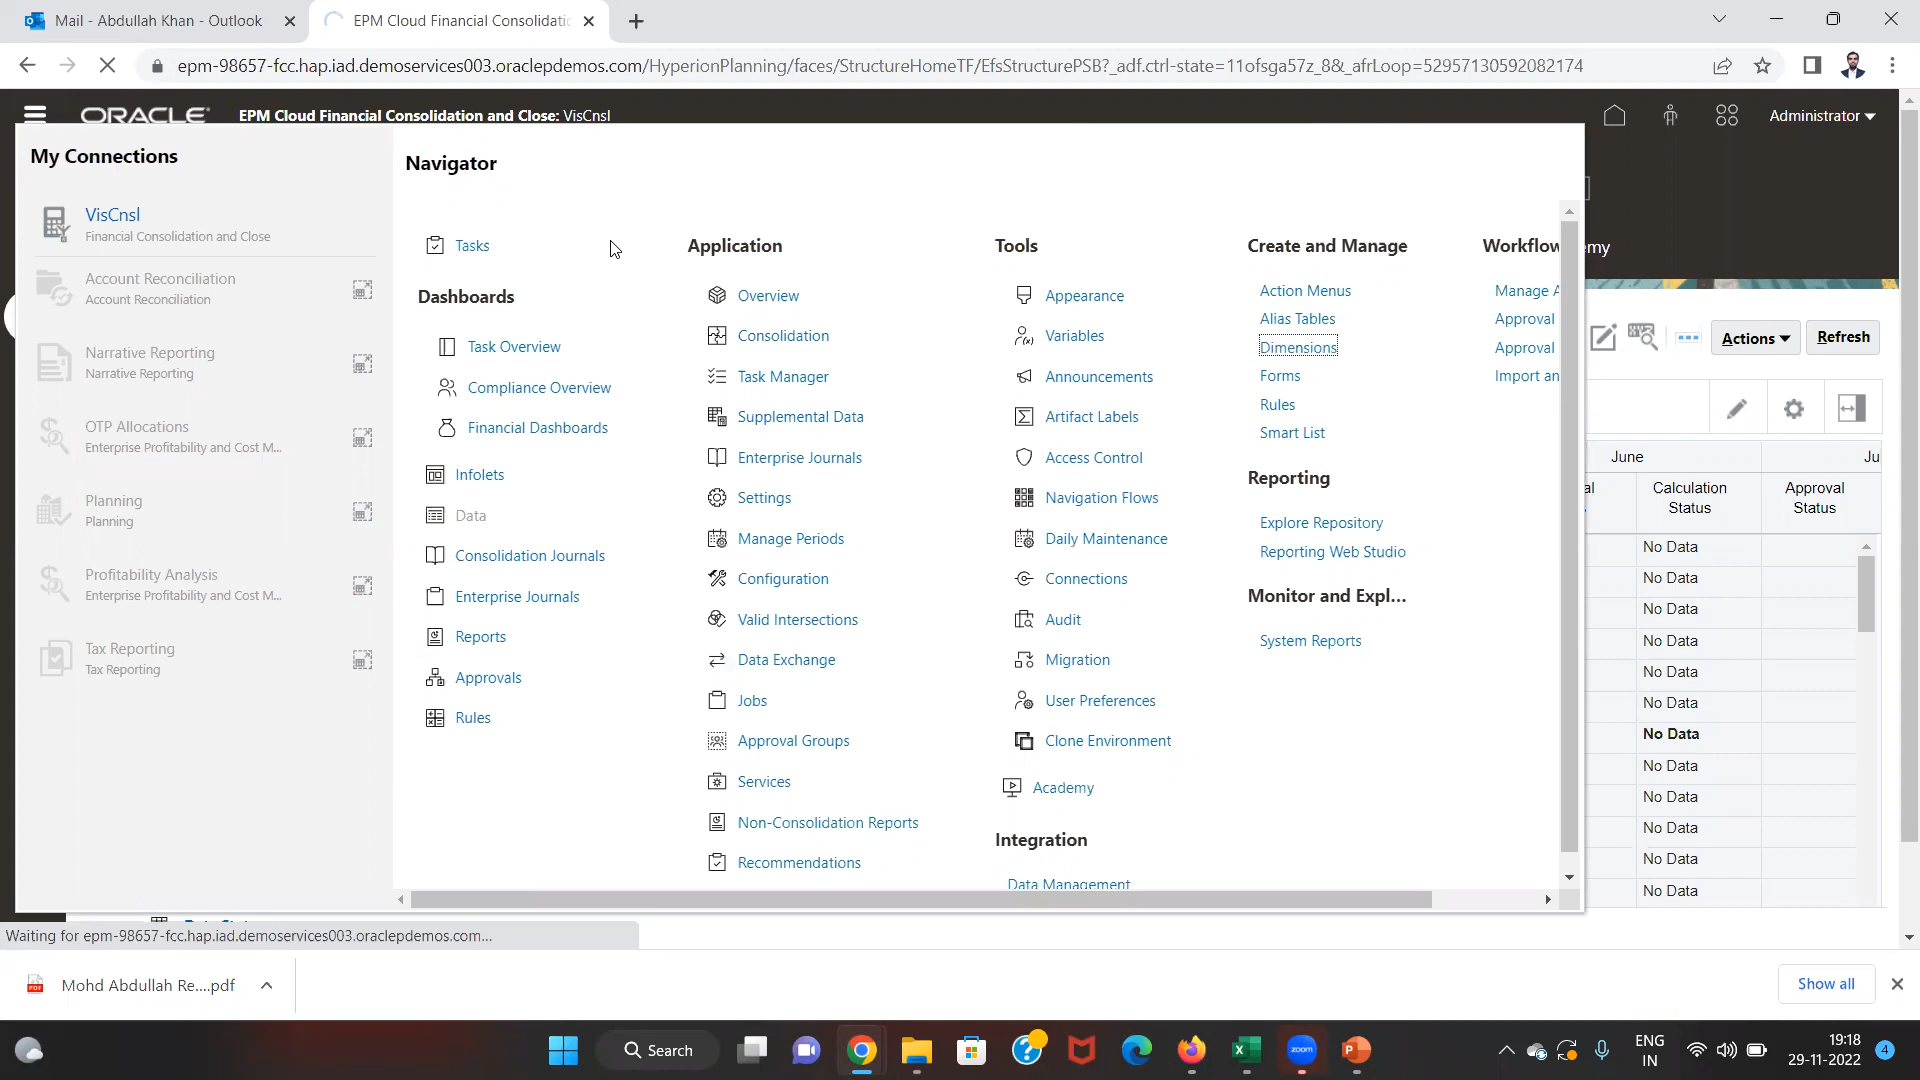 Mail - Abdullah Khan - Outlook
EPM Cloud Financial Consolidatio
epm-98657-fcc.hap.iad.demoservices003.oraclepdemos.com/HyperionPlanning/faces/StructureHomeTF/EfsStructurePSB?_adf.ctrl-state=11ofsga57z_8&_afrLoop=52957130592082174
ORACLE
EPM Cloud Financial Consolidation and Close: VisCnsl
Administrator
My Connections
VisCnsl
Financial Consolidation and Close
Account Reconciliation
Account Reconciliation
Narrative Reporting
Narrative Reporting
OTP Allocations
Enterprise Profitability and Cost M...
Planning
Planning
Profitability Analysis
Enterprise Profitability and Cost M...
Tax Reporting
Tax Reporting
Navigator
Tasks
Dashboards
Task Overview
Compliance Overview
Financial Dashboards
Infolets
Data
Consolidation Journals
Enterprise Journals
Reports
Approvals
Rules
Application
Overview
Consolidation
Task Manager
Supplemental Data
Enterprise Journals
Settings
Manage Periods
Configuration
Valid Intersections
Data Exchange
Jobs
Approval Groups
Services
Non-Consolidation Reports
Recommendations
Tools
Appearance
Variables
Announcements
Artifact Labels
Access Control
Navigation Flows
Daily Maintenance
Connections
Audit
Migration
User Preferences
Clone Environment
Academy
Integration
Data Management
Create and Manage
Action Menus
Alias Tables
Dimensions
Forms
Rules
Smart List
Reporting
Explore Repository
Reporting Web Studio
Monitor and Expl...
System Reports
Workflow
Manage A
Approval
Approval
Import an
my
Actions
Refresh
June
Ju
al
Calculation
Status
Approval
Status
No Data
No Data
No Data
No Data
No Data
No Data
No Data
No Data
No Data
No Data
No Data
No Data
Waiting for epm-98657-fcc.hap.iad.demoservices003.oraclepdemos.com...
Mohd Abdullah Re....pdf
Show all
Search
zoom
ENG
IN
19:18
29-11-2022
4